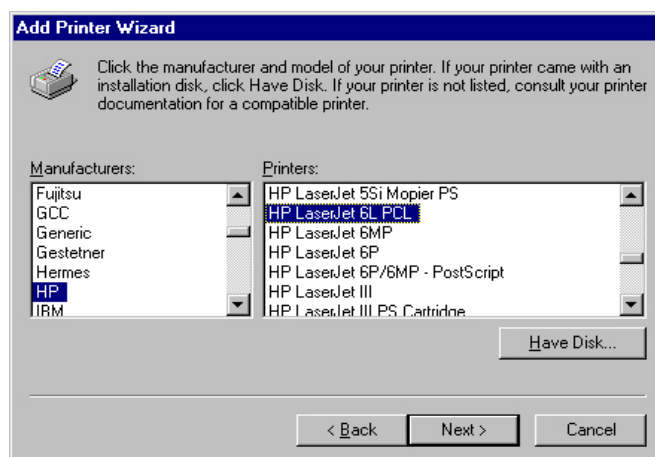 Add Printer Wizard
Click the manufacturer and model of your printer. If your printer came with an
installation disk, click Have Disk. If your printer is not listed, consult your printer
documentation for a compatible printer.
Manufacturers:
Printers:
Fujitsu
GCC
Generic
Gestetner
Hermes
HP
IBM
HP LaserJet 5Si Mopier PS
HP LaserJet 6L PCL
HP LaserJet 6MP
HP LaserJet 6P
HP LaserJet 6P/6MP - PostScript
HP LaserJet III
HP LaserJet III PS Cartridge
Have Disk...
< Back
Next >
Cancel